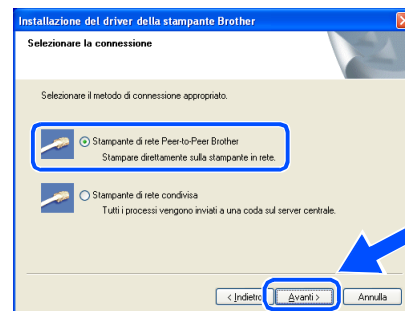 Installazione del driver della stampante Brother
Selezionare la connessione
Selezionare il metodo di connessione appropriato.
Stampante di rete Peer-to-Peer Brother
Stampare direttamente sulla stampante in rete.
Stampante di rete condivisa
Tutti i processi vengono inviati a una coda sul server centrale.
< Indietro Avanti > Annulla